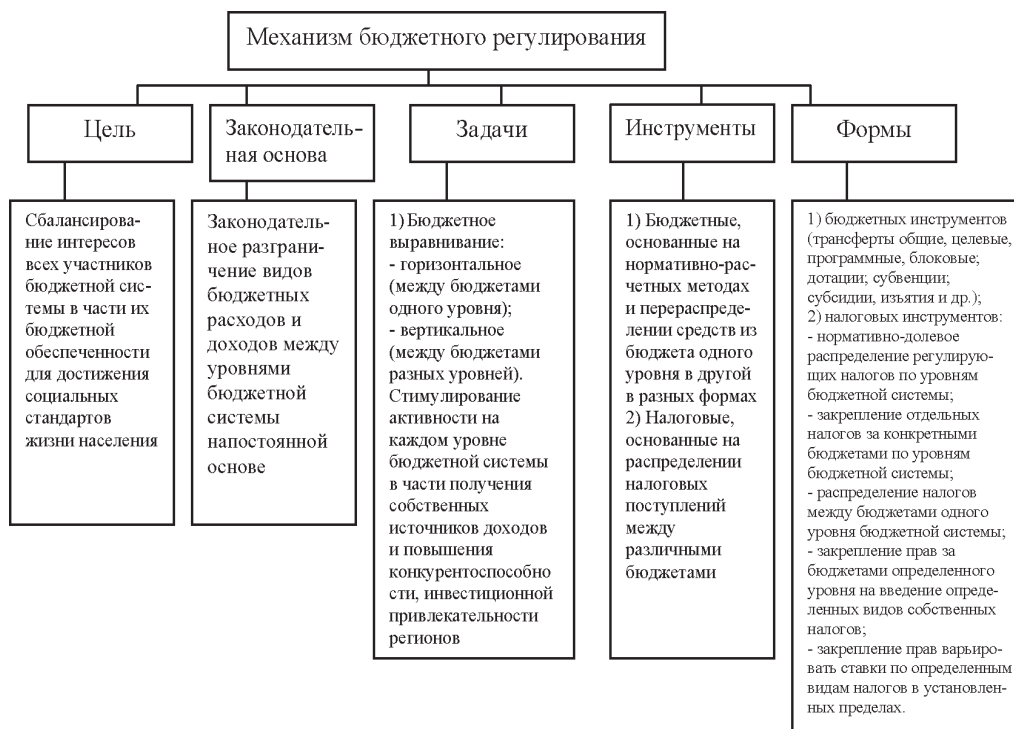 Механизм бюджетного регулирования
Цель
Законодатель-
ная основа
Задачи
Инструменты
Формы
Сбалансирова-
ние интересов
всех участников
бюджетной сис-
темы в части их
бюджетной
обеспеченности
для достижения
социальных
стандартов
жизни населения
Законодатель-
ное разграни-
чение видов
бюджетных
расходов и
доходов между
уровнями
бюджетной
системы
напостоянной
основе
1) Бюджетное
выравнивание:
- горизонтальное
(между бюджетами
одного уровня);
- вертикальное
(между бюджетами
разных уровней).
Стимулирование
активности на
каждом уровне
бюджетной системы
в части получения
собственных
источников доходов
и повышения
конкурентоспособно
сти, инвестиционной
привлекательности
регионов
1) Бюджетные,
основанные на
нормативно-рас-
четных методах
и перераспреде-
лении средств из
бюджета одного
уровня в другой
в разных формах
2) Налоговые,
основанные на
распределении
налоговых
поступлений
между
различными
бюджетами
1) бюджетных инструментов
(трансферты общие, целевые,
программные, блоковые;
дотации; субвенции;
субсидии, изъятия и др.);
2) налоговых инструментов:
- нормативно-долевое
распределение регулирую-
щих налогов по уровням
бюджетной системы;
- закрепление отдельных
налогов за конкретными
бюджетами по уровням
бюджетной системы;
- распределение налогов
между бюджетами одного
уровня бюджетной системы;
- закрепление прав за
бюджетами определенного
уровня на введение опреде-
ленных видов собственных
налогов;
- закрепление прав варьиро-
вать ставки по определенным
видам налогов в установлен-
ных пределах.